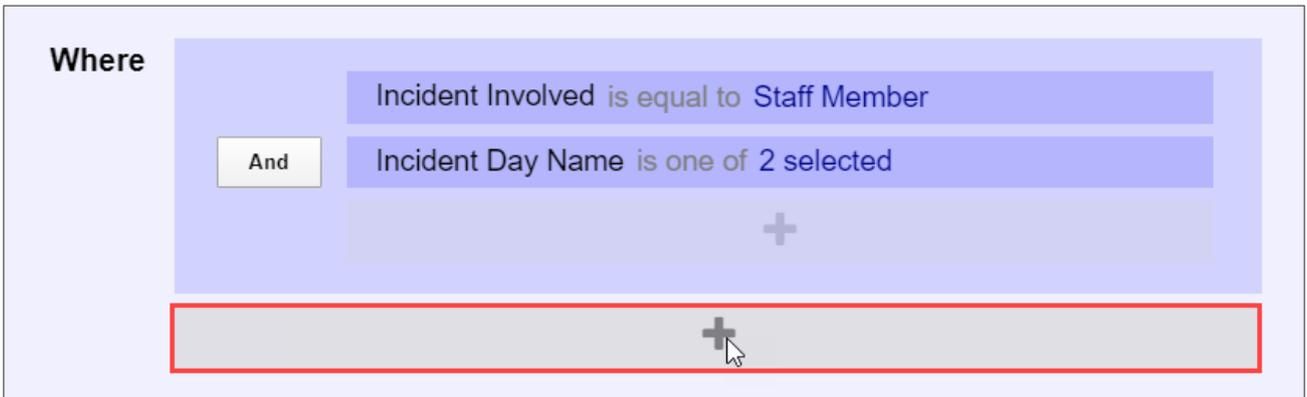 Where
Incident Involved is equal to Staff Member
And
Incident Day Name is one of 2 selected